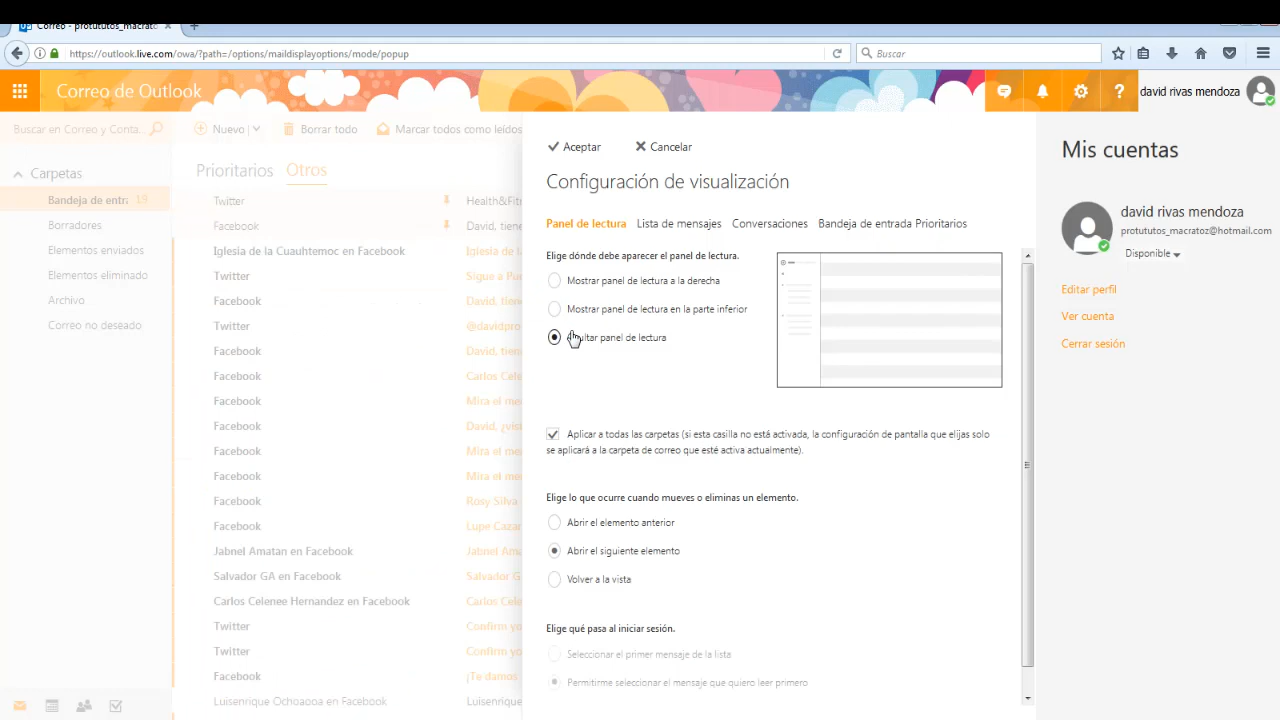 Correo - protututos_macrato
https://outlook.live.com/owa/?path=/options/maildisplayoptions/mode/popup
Buscar
Correo de Outlook
david rivas mendoza
Buscar en Correo y Conta...
Nuevo
Borrar todo
Marcar todos como leídos
Carpetas
Bandeja de entra 19
Borradores
Elementos enviados
Elementos eliminado
Archivo
Correo no deseado
Prioritarios
Otros
Twitter
Health&Fitn
Facebook
David, tiene
Iglesia de la Cuauhtemoc en Facebook
Iglesia de la
Twitter
Sigue a Pue
Facebook
David, tiene
Twitter
@davidpro
Facebook
David, tiene
Facebook
Carlos Cele
Facebook
Mira el me
Facebook
David, ¿vist
Facebook
Mira el me
Facebook
Mira el me
Facebook
Rosy Silva
Facebook
Lupe Cazar
Jabnel Amatan en Facebook
Jabnel Ama
Salvador GA en Facebook
Salvador G
Carlos Celenee Hernandez en Facebook
Carlos Cele
Twitter
Confirm yo
Twitter
Confirm yo
Facebook
¡Te damos
Luisenrique Ochoaooa en Facebook
Luisenrique
Aceptar
Cancelar
Configuración de visualización
Panel de lectura
Lista de mensajes
Conversaciones
Bandeja de entrada Prioritarios
Elige dónde debe aparecer el panel de lectura.
Mostrar panel de lectura a la derecha
Mostrar panel de lectura en la parte inferior
ultar panel de lectura
Aplicar a todas las carpetas (si esta casilla no está activada, la configuración de pantalla que elijas solo
se aplicará a la carpeta de correo que esté activa actualmente).
Elige lo que ocurre cuando mueves o eliminas un elemento.
Abrir el elemento anterior
Abrir el siguiente elemento
Volver a la vista
Elige qué pasa al iniciar sesión.
Seleccionar el primer mensaje de la lista
Permitirme seleccionar el mensaje que quiero leer primero
Mis cuentas
david rivas mendoza
protututos_macratoz@hotmail.com
Disponible
Editar perfil
Ver cuenta
Cerrar sesión